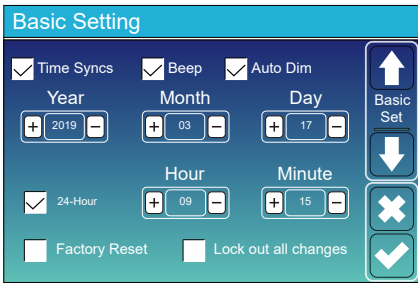 Basic Setting
Time Syncs Beep Auto Dim
Year Month Day
+ 2019 − + 03 − + 17 −
Basic
Set
Hour Minute
24-Hour + 09 − + 15 −
Factory Reset Lock out all changes